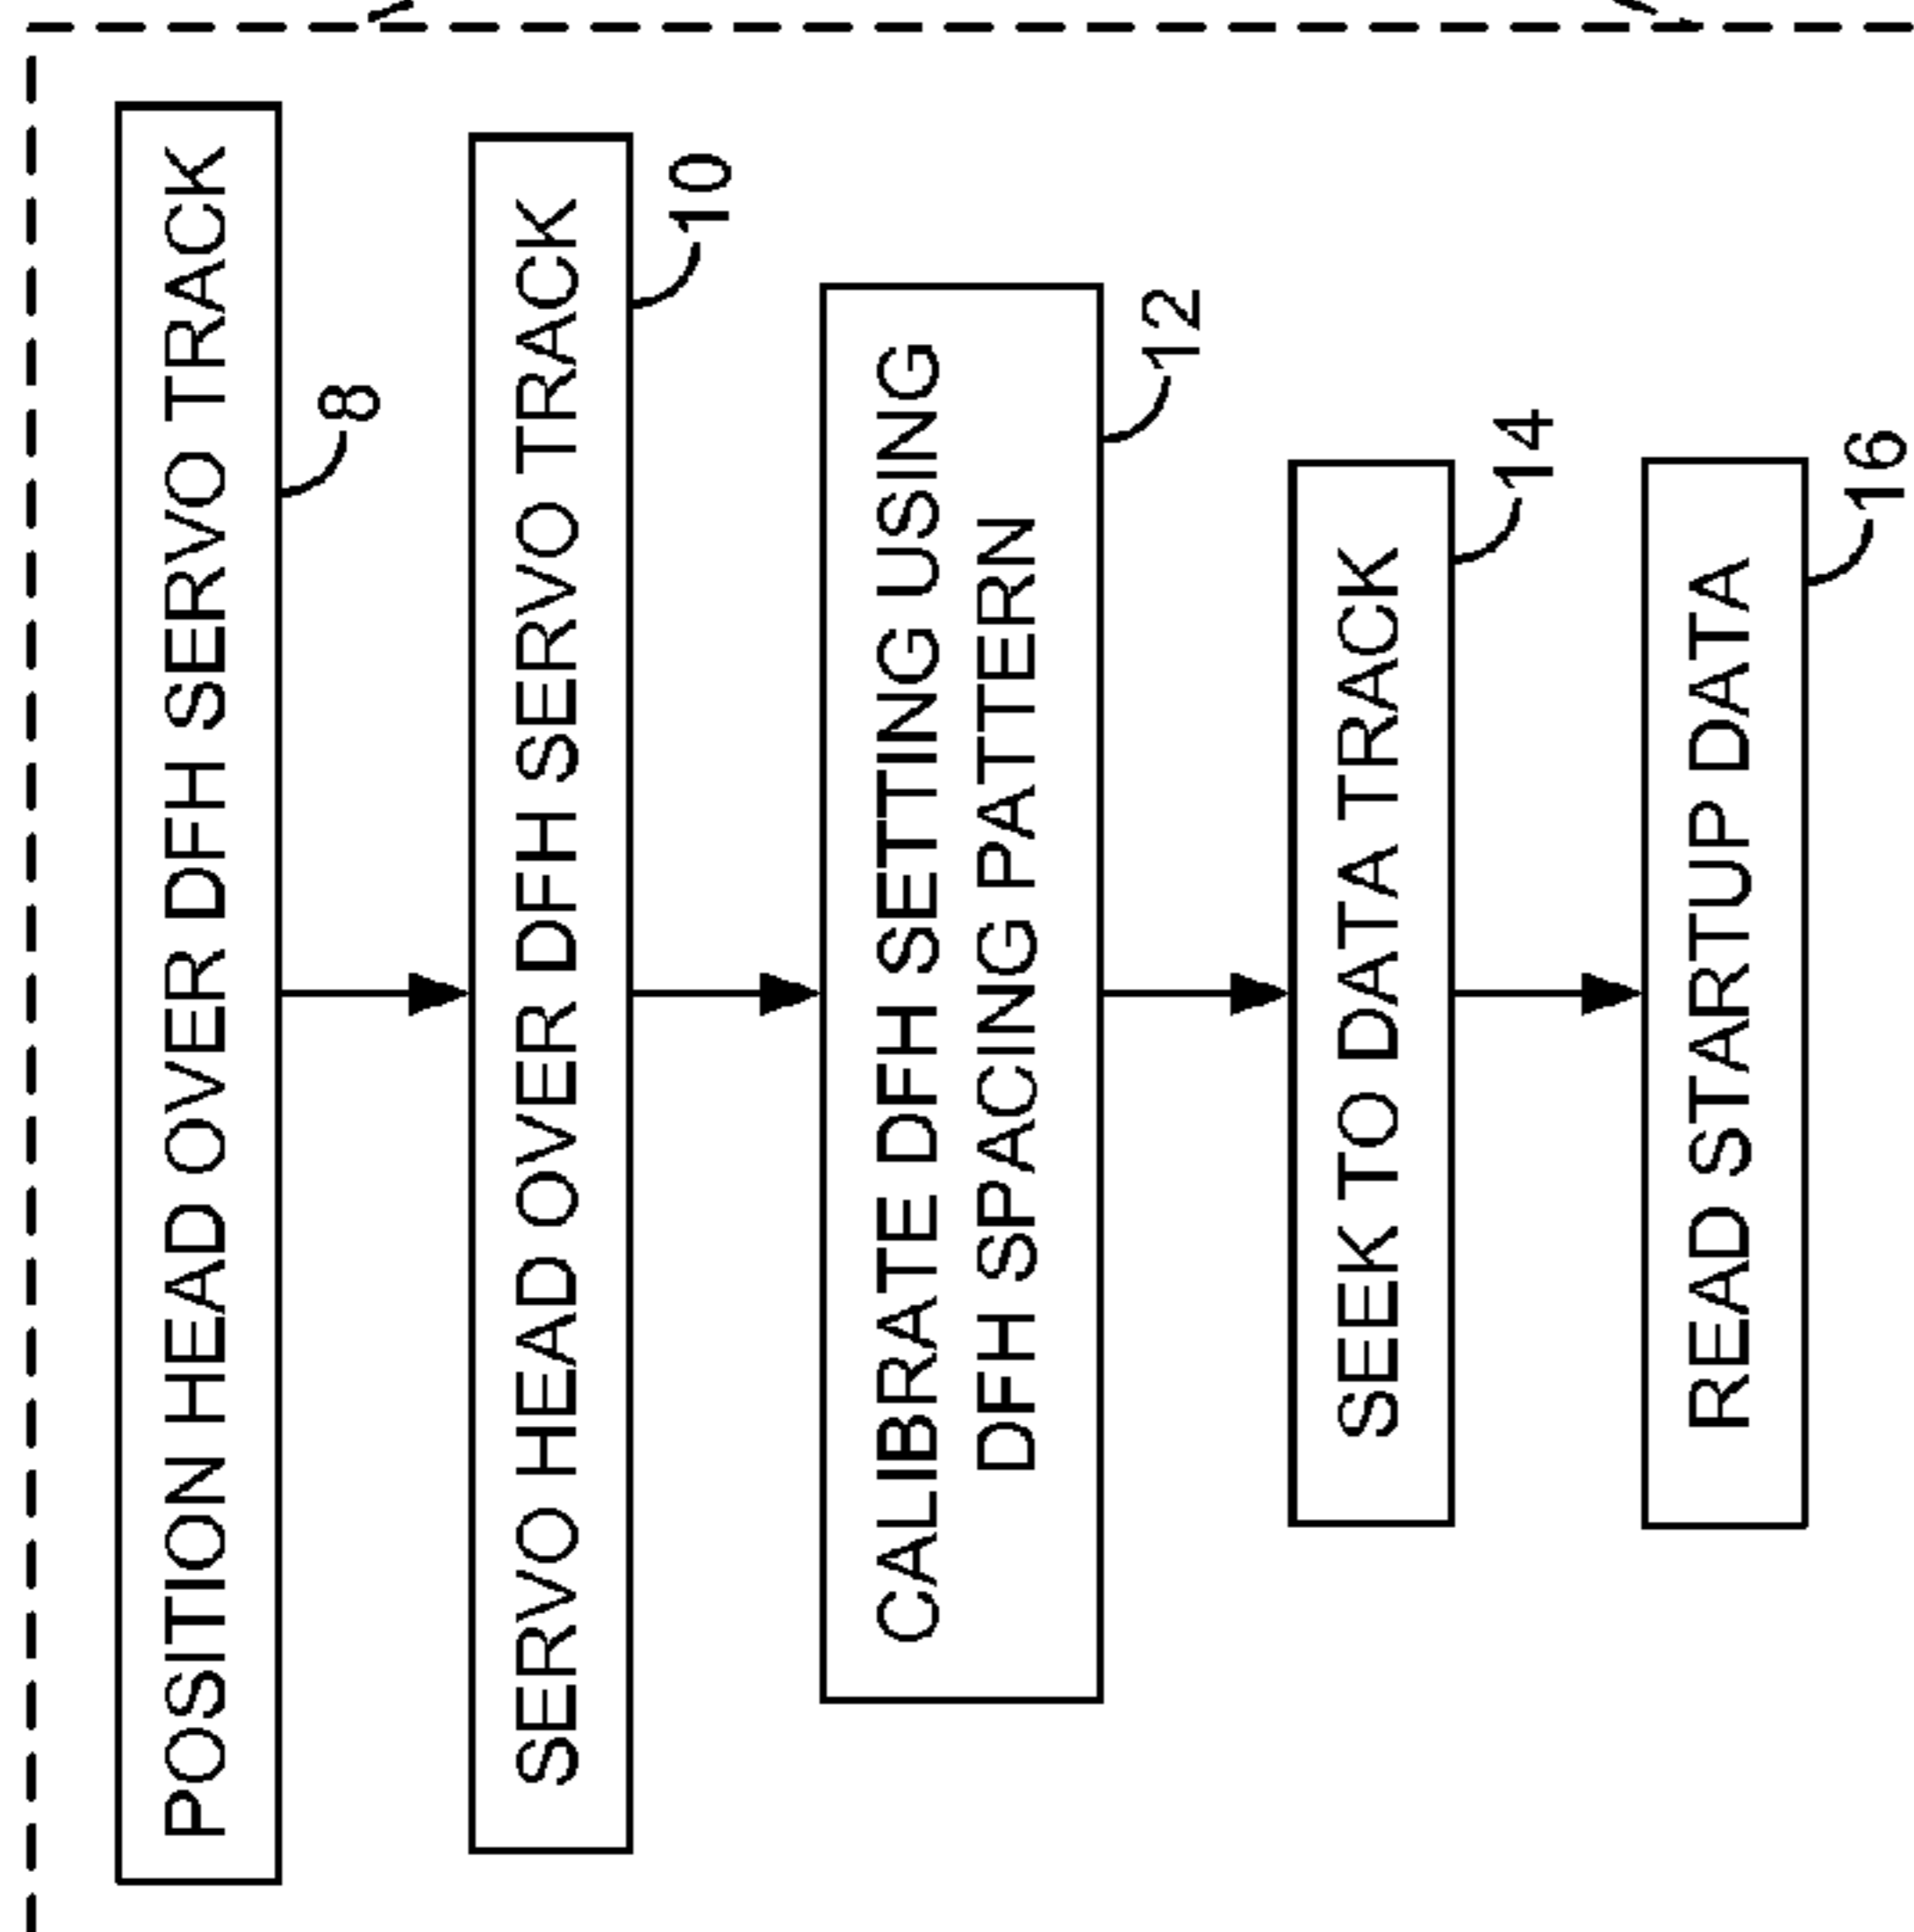 POSITION HEAD OVER DFH SERVO TRACK
8
SERVO HEAD OVER DFH SERVO TRACK
10
CALIBRATE DFH SETTING USING
DFH SPACING PATTERN
12
SEEK TO DATA TRACK
14
READ STARTUP DATA
16